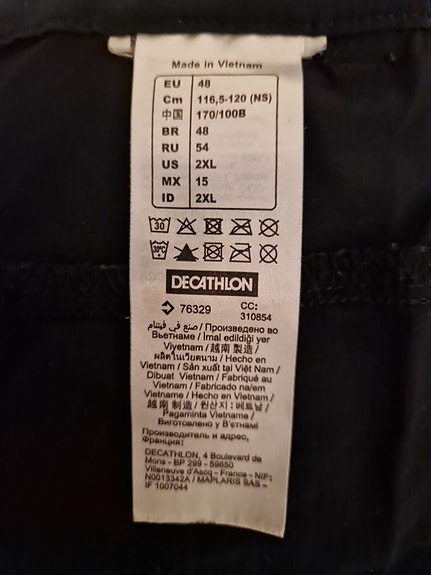 Made in Vietnam
EU 48
Cm 116,5-120 (NS)
中国 170/100B
BR 48
RU 54
US 2XL
MX 15
ID 2XL
30
30°C
DECATHLON
76329 CC:
310854
صنع في فيتنام / Произведено во
Вьетнаме / İmal edildiği yer
Viyetnam / 越南 製造 /
ผลิตในเวียดนาม / Hecho en
Vietnam / Sản xuất tại Việt Nam /
Dibuat Vietnam / Fabriqué au
Vietnam / Fabricado na/em
Vietname / Hecho en Vietnam /
越南 制造 / 원산지 : 베트남 /
Pagaminta Vietname /
Виготовлено у В'єтнамі
Производитель и адрес,
Франция:
DECATHLON, 4 Boulevard de
Mons – BP 299 - 59650
Villeneuve d'Ascq – France - NIF:
N0013342A / MAPLARIS SAS –
IF 1007044